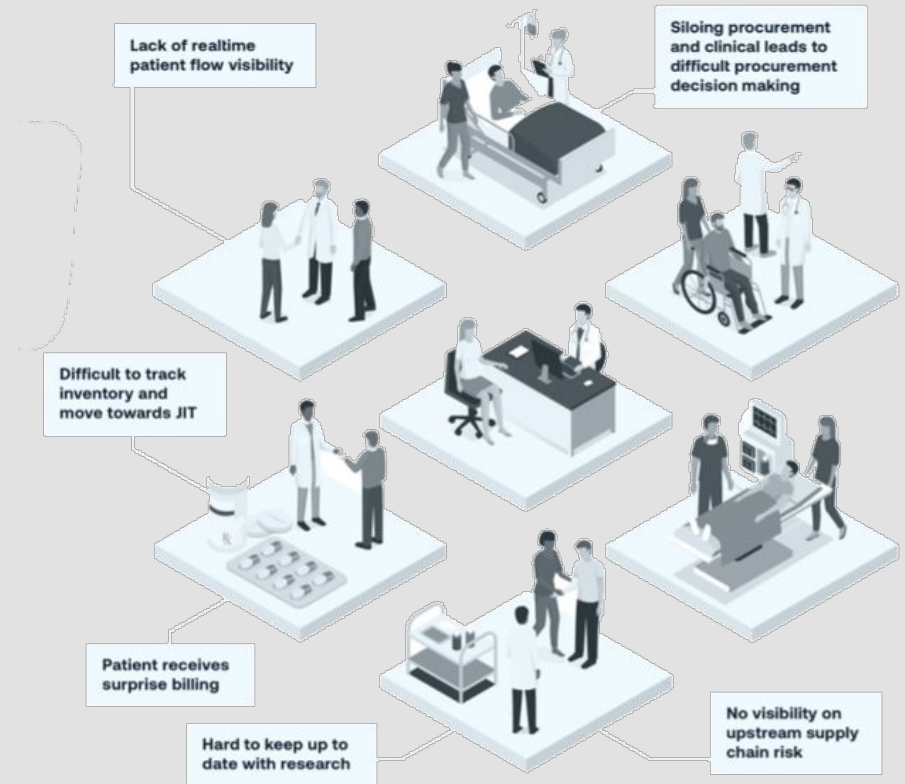 Lack of realtime
patient flow visibility
Siloing procurement
and clinical leads to
difficult procurement
decision making
Difficult to track
inventory and
move towards JIT
℞
Patient receives
surprise billing
Hard to keep up to
date with research
No visibility on
upstream supply
chain risk